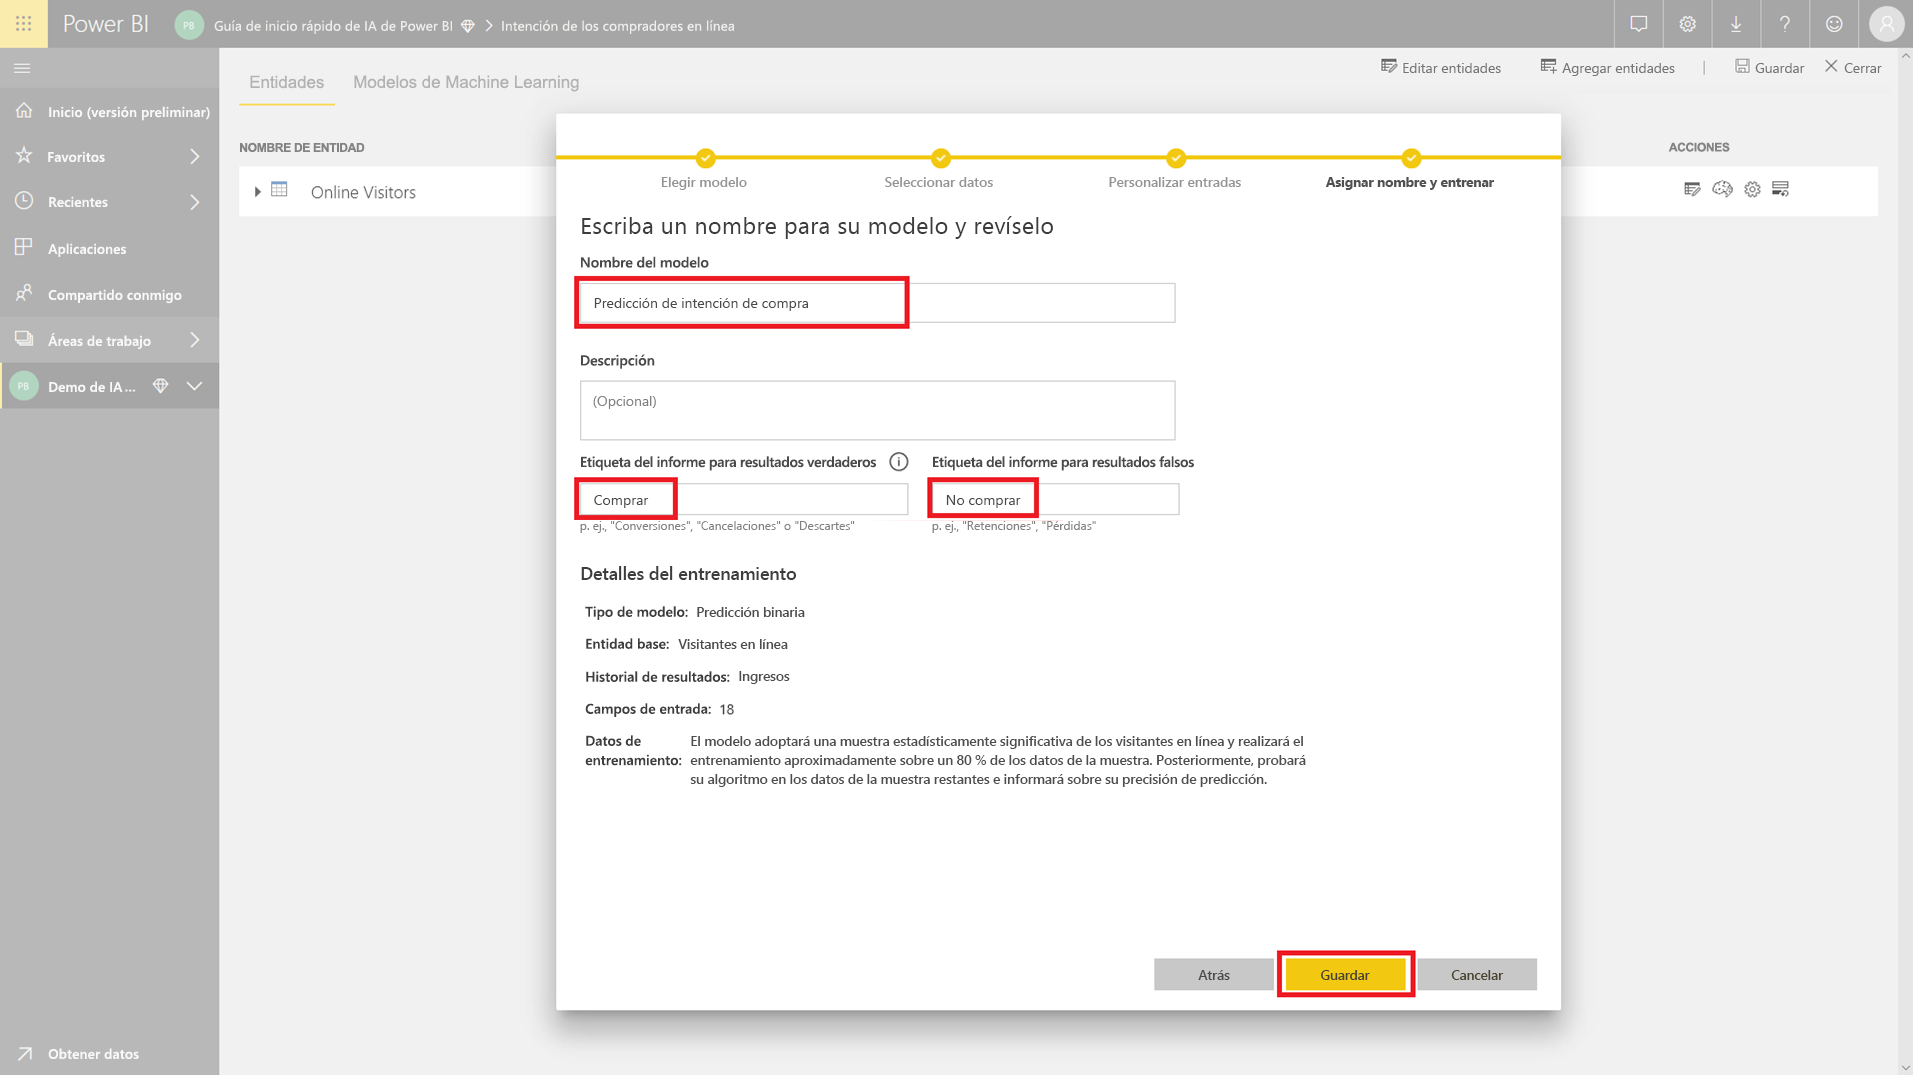 Power BI
PB
Guía de inicio rápido de IA de Power BI
Intención de los compradores en línea
Inicio (versión preliminar)
Favoritos
Recientes
Aplicaciones
Compartido conmigo
Áreas de trabajo
PB
Demo de IA ...
Obtener datos
Entidades
Modelos de Machine Learning
Editar entidades
Agregar entidades
Guardar
Cerrar
NOMBRE DE ENTIDAD
ACCIONES
Online Visitors
Elegir modelo
Seleccionar datos
Personalizar entradas
Asignar nombre y entrenar
Escriba un nombre para su modelo y revíselo
Nombre del modelo
Predicción de intención de compra
Descripción
(Opcional)
Etiqueta del informe para resultados verdaderos
Etiqueta del informe para resultados falsos
Comprar
No comprar
p. ej., "Conversiones", "Cancelaciones" o "Descartes"
p. ej., "Retenciones", "Pérdidas"
Detalles del entrenamiento
Tipo de modelo: Predicción binaria
Entidad base: Visitantes en línea
Historial de resultados: Ingresos
Campos de entrada: 18
Datos de entrenamiento:
El modelo adoptará una muestra estadísticamente significativa de los visitantes en línea y realizará el
entrenamiento aproximadamente sobre un 80 % de los datos de la muestra. Posteriormente, probará
su algoritmo en los datos de la muestra restantes e informará sobre su precisión de predicción.
Atrás
Guardar
Cancelar